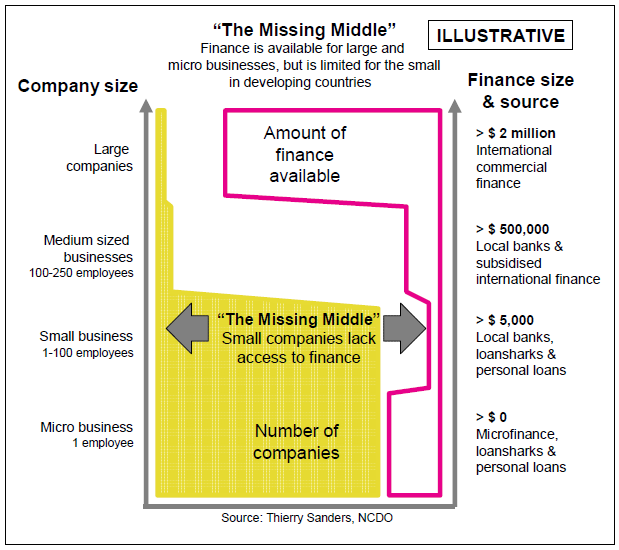 “The Missing Middle”
Finance is available for large and
micro businesses, but is limited for the small
in developing countries
ILLUSTRATIVE
Company size
Finance size
& source
Large
companies
Medium sized
businesses
100-250 employees
Small business
1-100 employees
Micro business
1 employee
Amount of
finance
available
“The Missing Middle”
Small companies lack
access to finance
Number of
companies
> $ 2 million
International
commercial
finance
> $ 500,000
Local banks &
subsidised
international finance
> $ 5,000
Local banks,
loansharks &
personal loans
> $ 0
Microfinance,
loansharks &
personal loans
Source: Thierry Sanders, NCDO